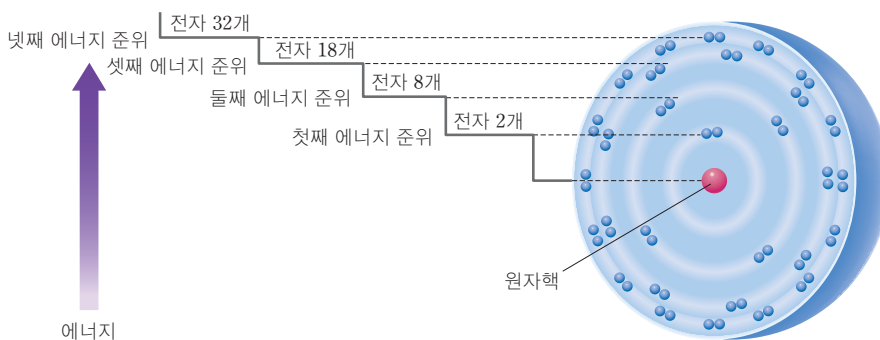 전자 32개
넷째 에너지 준위
전자 18개
셋째 에너지 준위
전자 8개
둘째 에너지 준위
전자 2개
첫째 에너지 준위
원자핵
에너지